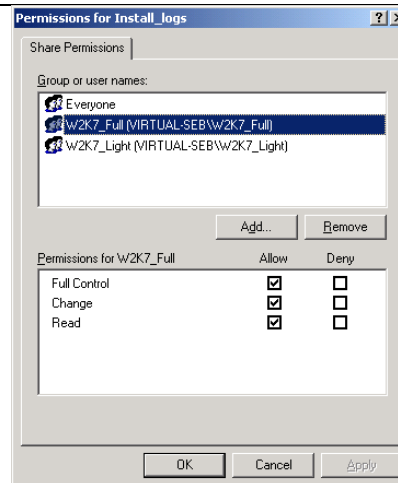 Permissions for Install_logs
Share Permissions
Group or user names:
Everyone
W2K7_Full (VIRTUAL-SEB\W2K7_Full)
W2K7_Light (VIRTUAL-SEB\W2K7_Light)
Add... Remove
Permissions for W2K7_Full Allow Deny
Full Control
Change
Read
OK Cancel Apply